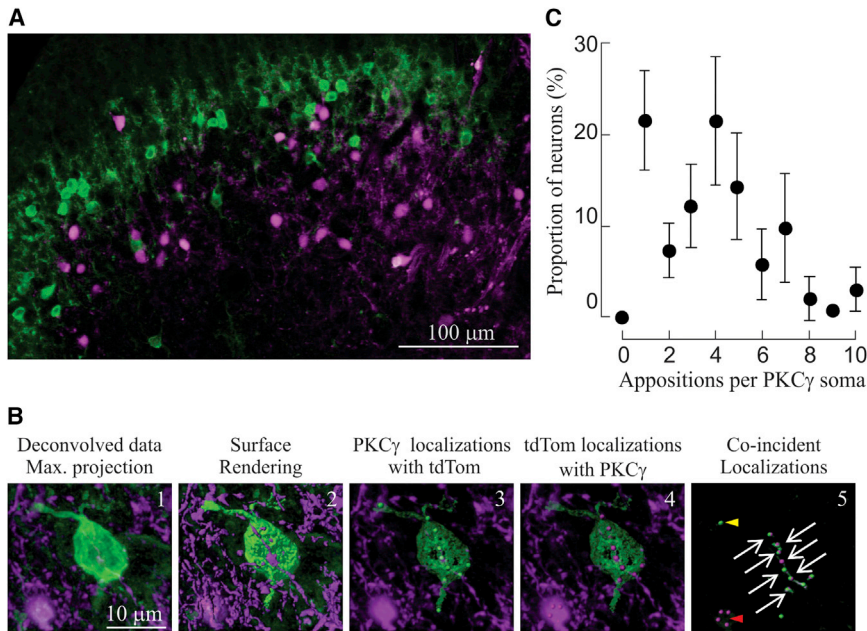 A
100 μm
C
30
20
10
0
Proportion of neurons (%)
0 2 4 6 8 10
Appositions per PKCγ soma
B
Deconvolved data
Max. projection
Surface
Rendering
PKCγ localizations
with tdTom
tdTom localizations
with PKCγ
Co-incident
Localizations
1
2
3
4
5
10 μm